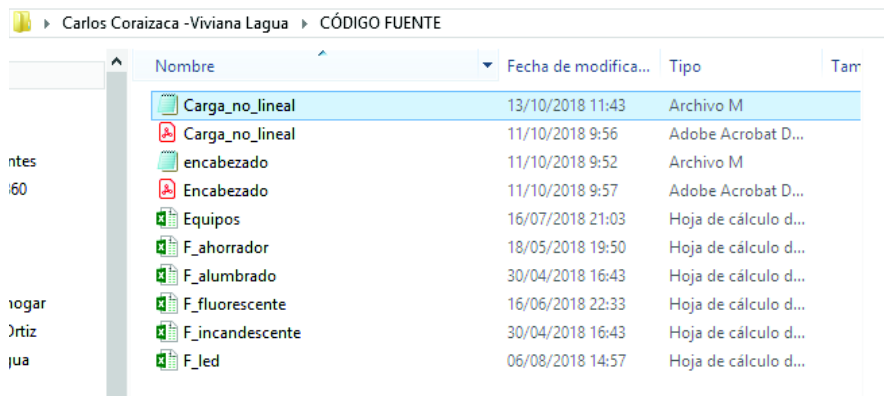 Carlos Coraizaca -Viviana Lagua CÓDIGO FUENTE
Nombre Fecha de modifica... Tipo Tam
Carga_no_lineal 13/10/2018 11:43 Archivo M
Carga_no_lineal 11/10/2018 9:56 Adobe Acrobat D...
ntes encabezado 11/10/2018 9:52 Archivo M
360 Encabezado 11/10/2018 9:57 Adobe Acrobat D...
Equipos 16/07/2018 21:03 Hoja de cálculo d...
F_ahorrador 18/05/2018 19:50 Hoja de cálculo d...
F_alumbrado 30/04/2018 16:43 Hoja de cálculo d...
nogar F_fluorescente 16/06/2018 22:33 Hoja de cálculo d...
Ortiz F_incandescente 30/04/2018 16:43 Hoja de cálculo d...
gua F_led 06/08/2018 14:57 Hoja de cálculo d...